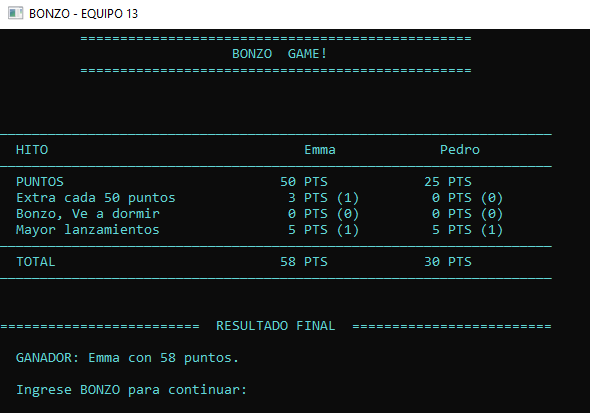 BONZO - EQUIPO 13
=================================================
BONZO  GAME!
=================================================
HITO Emma Pedro
PUNTOS 50 PTS 25 PTS
Extra cada 50 puntos 3 PTS (1) 0 PTS (0)
Bonzo, Ve a dormir 0 PTS (0) 0 PTS (0)
Mayor lanzamientos 5 PTS (1) 5 PTS (1)
TOTAL 58 PTS 30 PTS
========================= RESULTADO FINAL =========================
GANADOR: Emma con 58 puntos.
Ingrese BONZO para continuar: